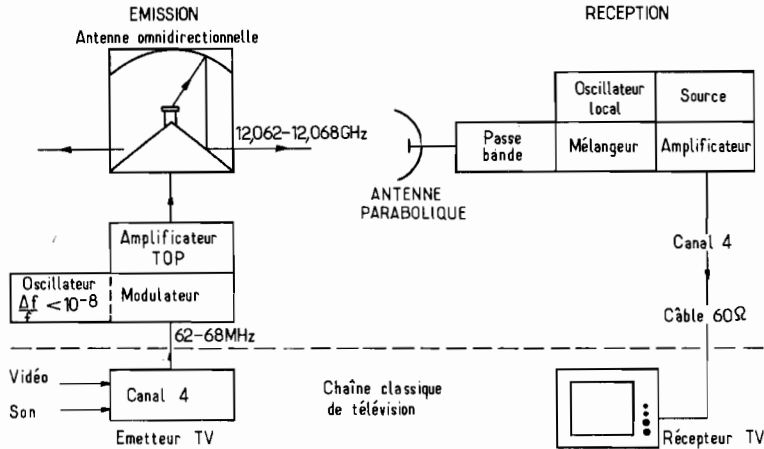 EMISSION
Antenne omnidirectionnelle
12,062-12,068GHz
Amplificateur
TOP
Oscillateur
Δf/f < 10-8
Modulateur
62-68MHz
Vidéo
Son
Canal 4
Emetteur TV
Chaîne classique
de télévision
RECEPTION
Oscillateur
local
Source
Passe
bande
Mélangeur
Amplificateur
ANTENNE
PARABOLIQUE
Canal 4
Câble 60Ω
Récepteur TV